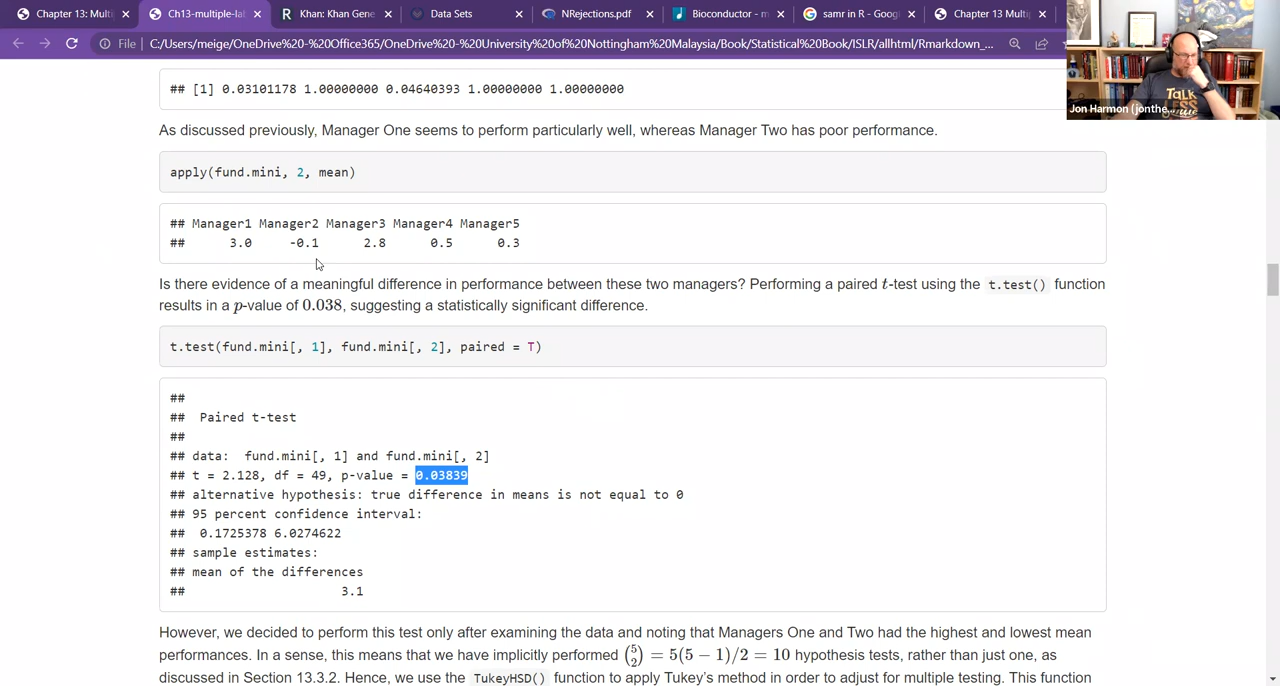 Chapter 13: Multip
Ch13-multiple-lab
Khan: Khan Gene
Data Sets
NRejections.pdf
Bioconductor - m
samr in R - Goog
Chapter 13 Multi
File
C:/Users/meige/OneDrive%20-%20Office365/OneDrive%20-%20University%20of%20Nottingham%20Malaysia/Book/Statistical%20Book/ISLR/allhtml/Rmarkdown_...
TaLK
LESS
Jon Harmon (jonthe...
## [1] 0.03101178 1.00000000 0.04640393 1.00000000 1.00000000
As discussed previously, Manager One seems to perform particularly well, whereas Manager Two has poor performance.
apply(fund.mini, 2, mean)
## Manager1 Manager2 Manager3 Manager4 Manager5
## 3.0 -0.1 2.8 0.5 0.3
Is there evidence of a meaningful difference in performance between these two managers? Performing a paired t-test using the t.test() function
results in a p-value of 0.038, suggesting a statistically significant difference.
t.test(fund.mini[, 1], fund.mini[, 2], paired = T)
##
## Paired t-test
##
## data: fund.mini[, 1] and fund.mini[, 2]
## t = 2.128, df = 49, p-value = 0.03839
## alternative hypothesis: true difference in means is not equal to 0
## 95 percent confidence interval:
## 0.1725378 6.0274622
## sample estimates:
## mean of the differences
## 3.1
However, we decided to perform this test only after examining the data and noting that Managers One and Two had the highest and lowest mean
performances. In a sense, this means that we have implicitly performed (5 2) = 5(5 − 1)/2 = 10 hypothesis tests, rather than just one, as
discussed in Section 13.3.2. Hence, we use the TukeyHSD() function to apply Tukey's method in order to adjust for multiple testing. This function